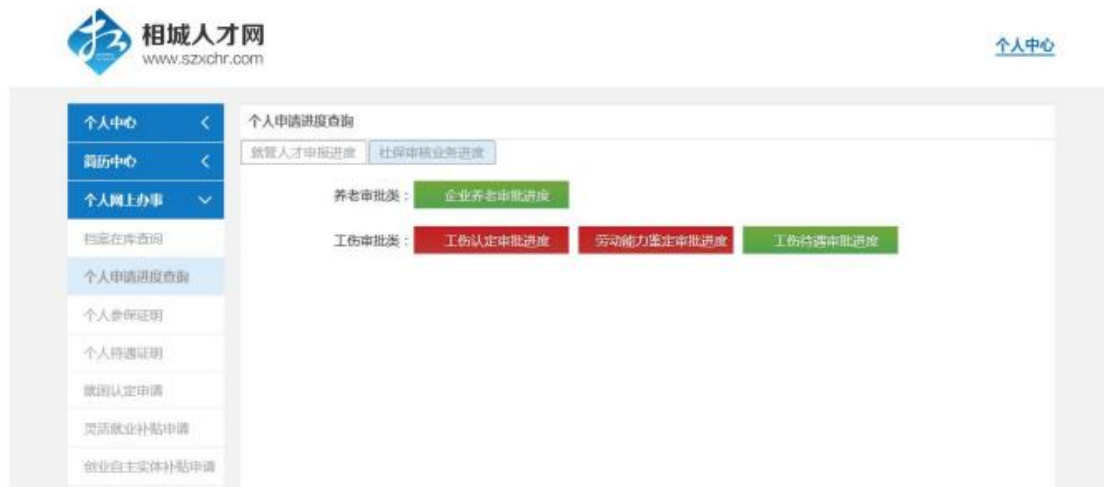 相城人才网
www.szxchr.com
个人中心
个人中心
简历中心
个人网上办事
档案在库查询
个人申请进度查询
个人参保证明
个人待遇证明
就困认定申请
灵活就业补贴申请
创业自主实体补贴申请
个人申请进度查询
就管人才申报进度 社保审核业务进度
养老审批类： 企业养老审批进度
工伤审批类： 工伤认定审批进度 劳动能力鉴定审批进度 工伤待遇审批进度